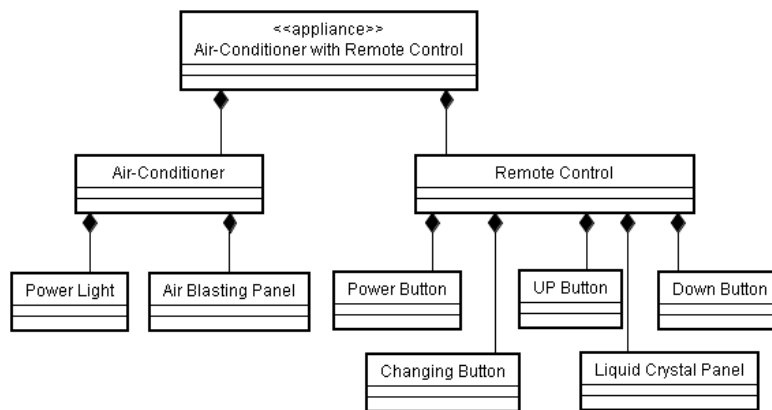 <<appliance>>
Air-Conditioner with Remote Control
Air-Conditioner
Remote Control
Power Light
Air Blasting Panel
Power Button
UP Button
Down Button
Changing Button
Liquid Crystal Panel